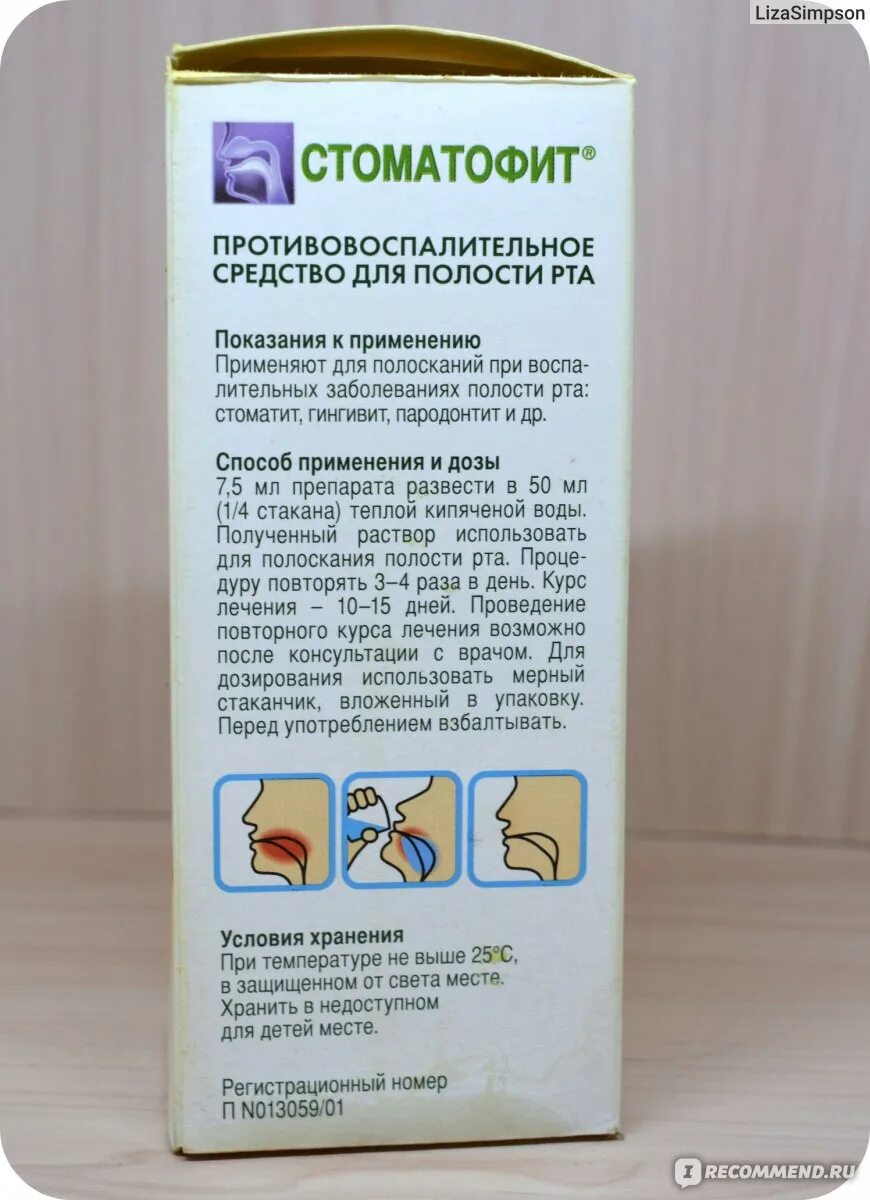 LizaSimpson
СТОМАТОФИТ®
ПРОТИВОВОСПАЛИТЕЛЬНОЕ
СРЕДСТВО ДЛЯ ПОЛОСТИ РТА
Показания к применению
Применяют для полосканий при воспа-
лительных заболеваниях полости рта:
стоматит, гингивит, пародонтит и др.
Способ применения и дозы
7,5 мл препарата развести в 50 мл
(1/4 стакана) теплой кипяченой воды.
Полученный раствор использовать
для полоскания полости рта. Проце-
дуру повторять 3–4 раза в день. Курс
лечения – 10–15 дней. Проведение
повторного курса лечения возможно
после консультации с врачом. Для
дозирования использовать мерный
стаканчик, вложенный в упаковку.
Перед употреблением взбалтывать.
Условия хранения
При температуре не выше 25°С,
в защищенном от света месте.
Хранить в недоступном
для детей месте.
Регистрационный номер
П N013059/01
I RECOMMEND.RU